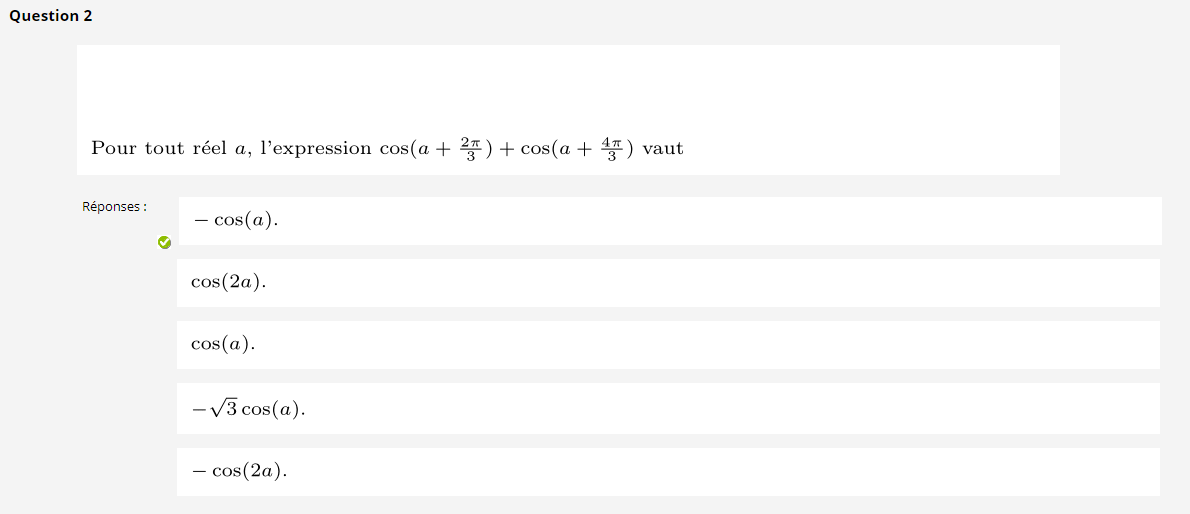 Question 2
Pour tout réel a, l'expression cos(a + 2π/3) + cos(a + 4π/3) vaut
Réponses :
− cos(a).
cos(2a).
cos(a).
−√3 cos(a).
− cos(2a).